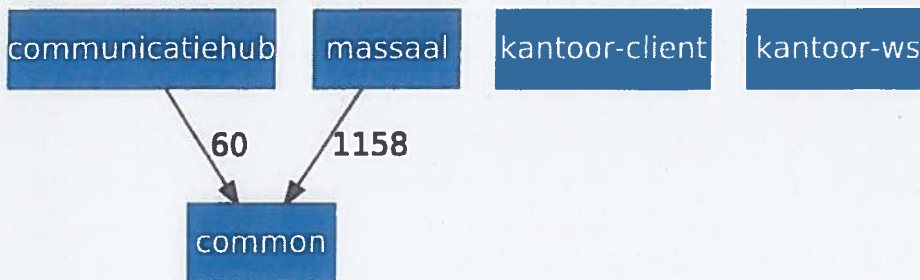 communicatiehub
massaal
kantoor-client
kantoor-ws
60
1158
common